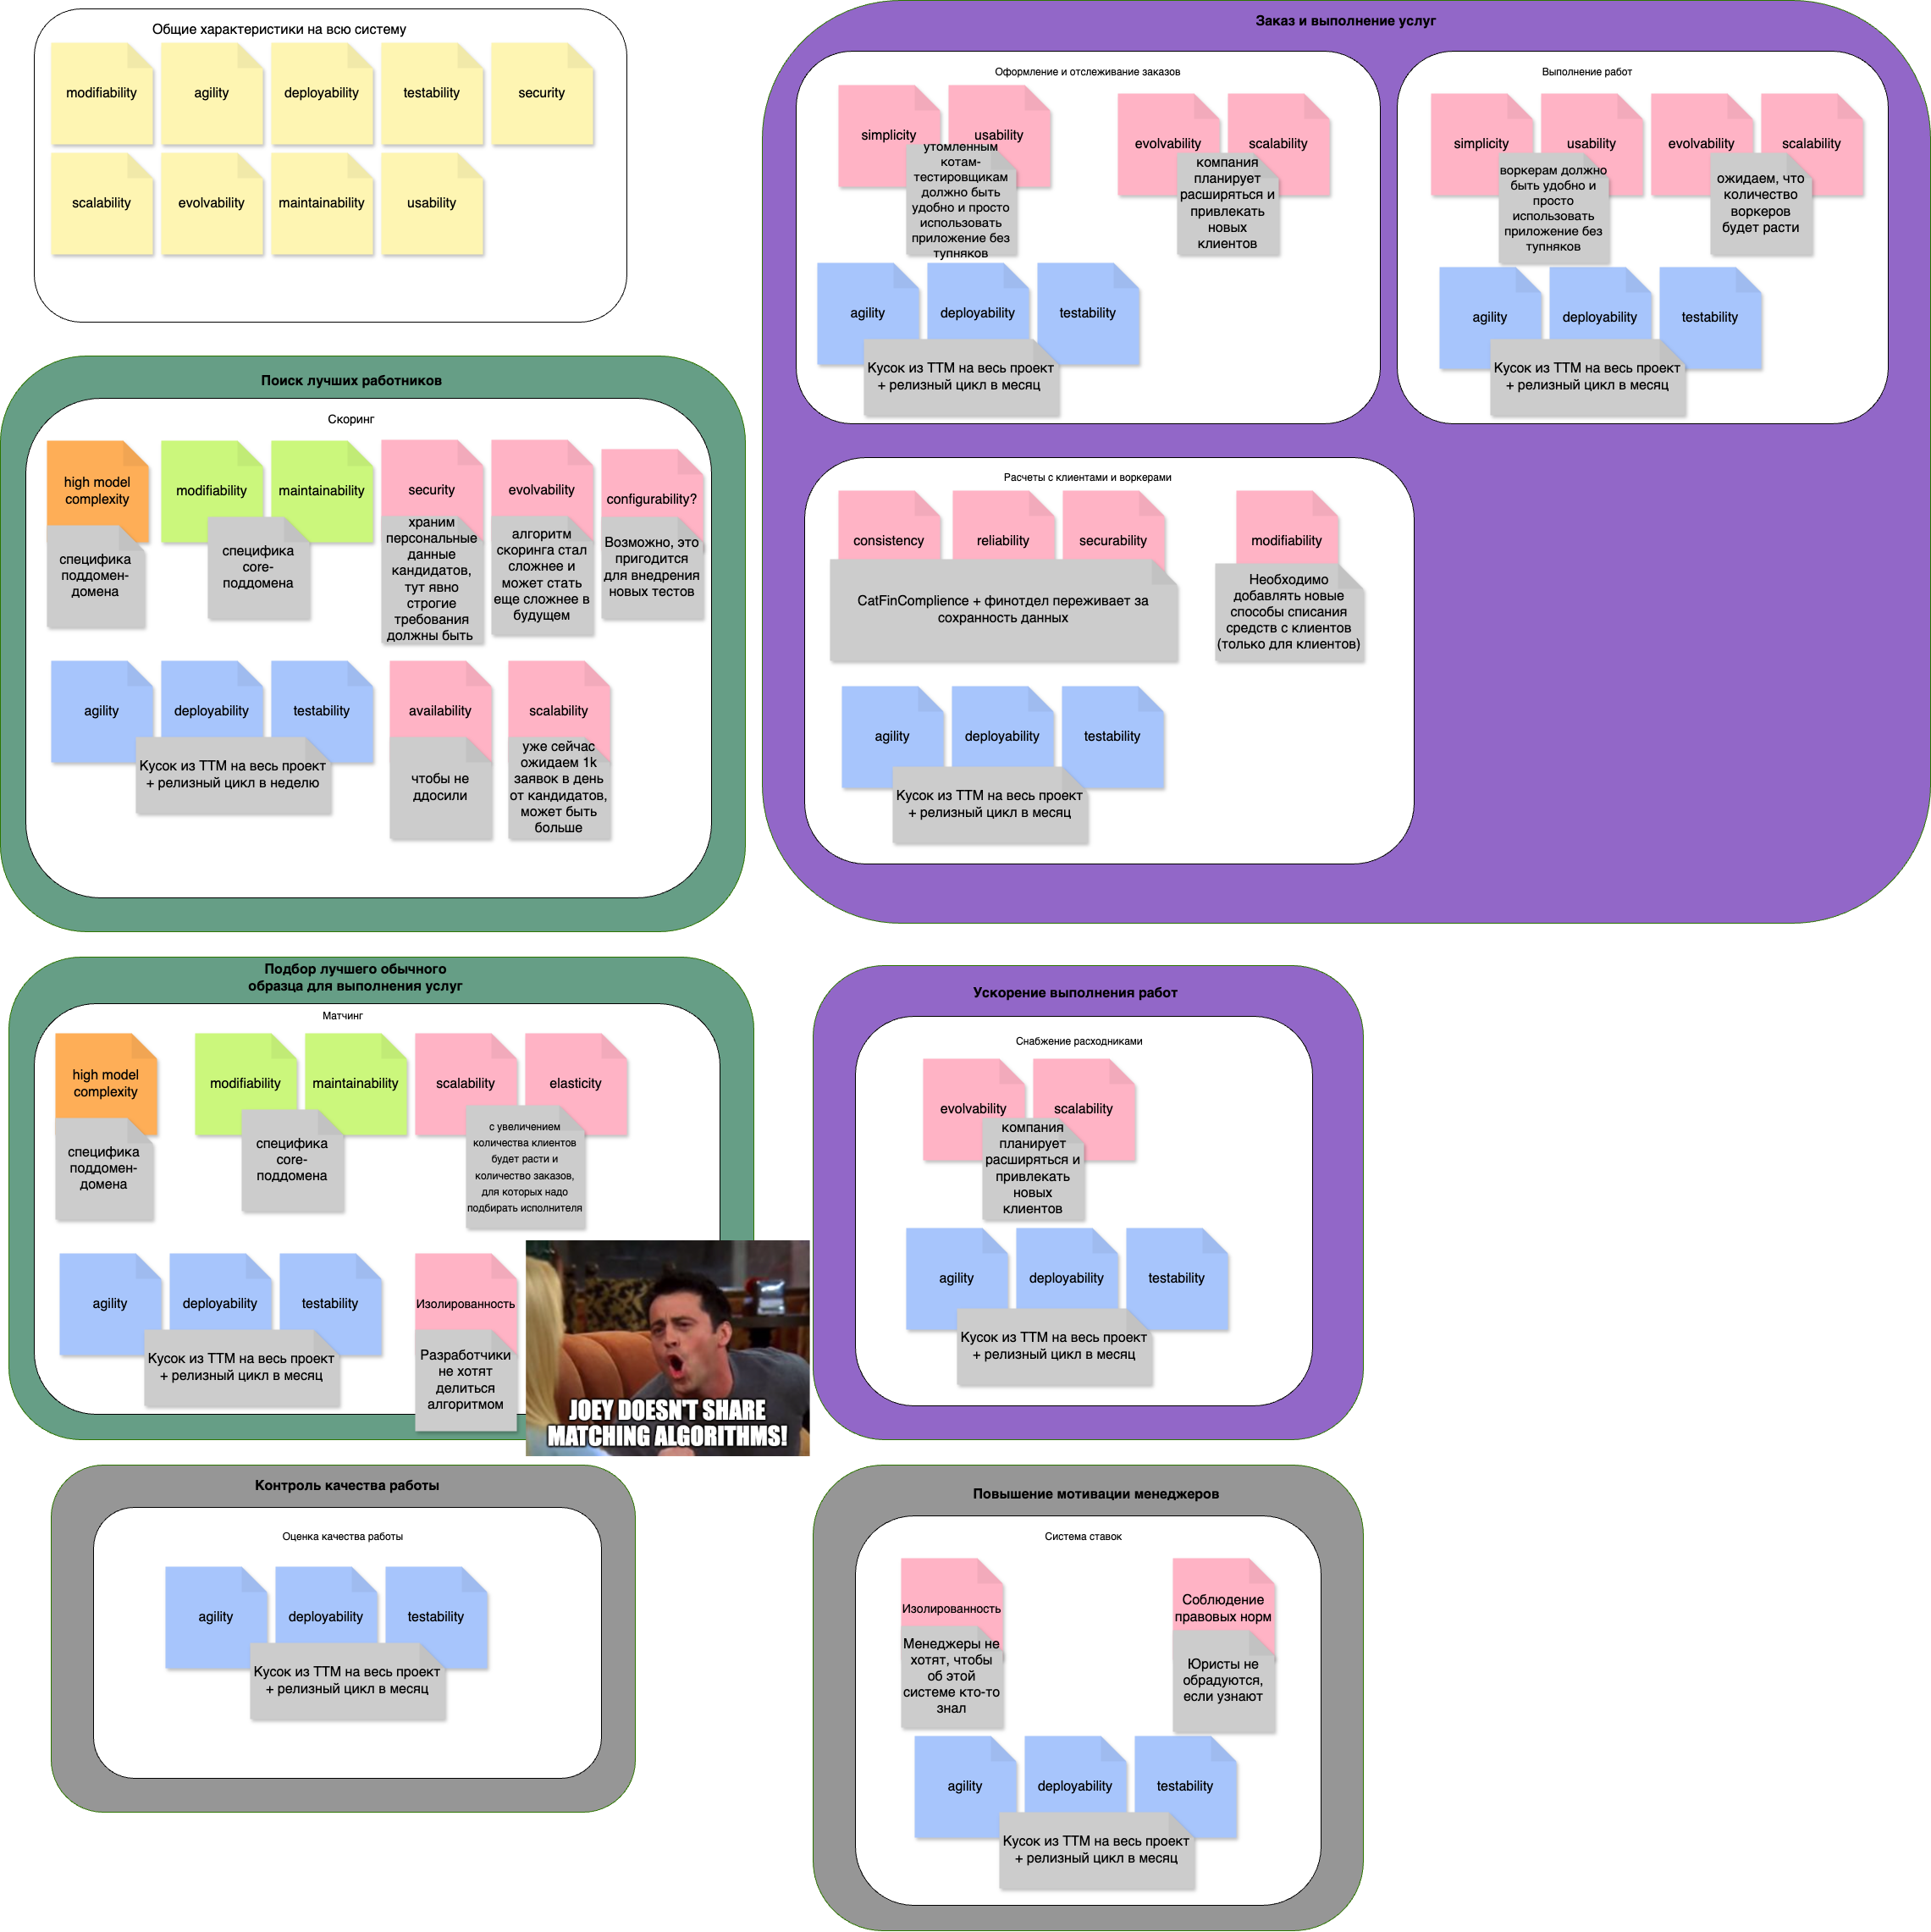 Общие характеристики на всю систему
modifiability
agility
deployability
testability
security
scalability
evolvability
maintainability
usability
Заказ и выполнение услуг
Оформление и отслеживание заказов
simplicity
usability
утомленным
котам-
тестировщикам
должно быть
удобно и просто
использовать
приложение без
тупняков
evolvability
scalability
компания
планирует
расширяться и
привлекать
новых
клиентов
agility
deployability
testability
Кусок из ТТМ на весь проект
+ релизный цикл в месяц
Выполнение работ
simplicity
usability
воркерам должно
быть удобно и
просто
использовать
приложение без
тупняков
evolvability
scalability
ожидаем, что
количество
воркеров
будет расти
agility
deployability
testability
Кусок из ТТМ на весь проект
+ релизный цикл в месяц
Расчеты с клиентами и воркерами
consistency
reliability
securability
CatFinComplience + финотдел переживает за
сохранность данных
modifiability
Необходимо
добавлять новые
способы списания
средств с клиентов
(только для клиентов)
agility
deployability
testability
Кусок из ТТМ на весь проект
+ релизный цикл в месяц
Поиск лучших работников
Скоринг
high model
complexity
специфика
поддомен-
домена
modifiability
maintainability
специфика
core-
поддомена
security
храним
персональные
данные
кандидатов,
тут явно
строгие
требования
должны быть
evolvability
алгоритм
скоринга стал
сложнее и
может стать
еще сложнее в
будущем
configurability?
Возможно, это
пригодится
для внедрения
новых тестов
agility
deployability
testability
Кусок из ТТМ на весь проект
+ релизный цикл в неделю
availability
чтобы не
ддосили
scalability
уже сейчас
ожидаем 1k
заявок в день
от кандидатов,
может быть
больше
Подбор лучшего обычного
образца для выполнения услуг
Матчинг
high model
complexity
специфика
поддомен-
домена
modifiability
maintainability
специфика
core-
поддомена
scalability
elasticity
с увеличением
количества клиентов
будет расти и
количество заказов,
для которых надо
подбирать исполнителя
agility
deployability
testability
Кусок из ТТМ на весь проект
+ релизный цикл в месяц
Изолированность
Разработчики
не хотят
делиться
алгоритмом
JOEY DOESN'T SHARE
MATCHING ALGORITHMS!
Ускорение выполнения работ
Снабжение расходниками
evolvability
scalability
компания
планирует
расширяться и
привлекать
новых
клиентов
agility
deployability
testability
Кусок из ТТМ на весь проект
+ релизный цикл в месяц
Контроль качества работы
Оценка качества работы
agility
deployability
testability
Кусок из ТТМ на весь проект
+ релизный цикл в месяц
Повышение мотивации менеджеров
Система ставок
Изолированность
Менеджеры не
хотят, чтобы
об этой
системе кто-то
знал
Соблюдение
правовых норм
Юристы не
обрадуются,
если узнают
agility
deployability
testability
Кусок из ТТМ на весь проект
+ релизный цикл в месяц